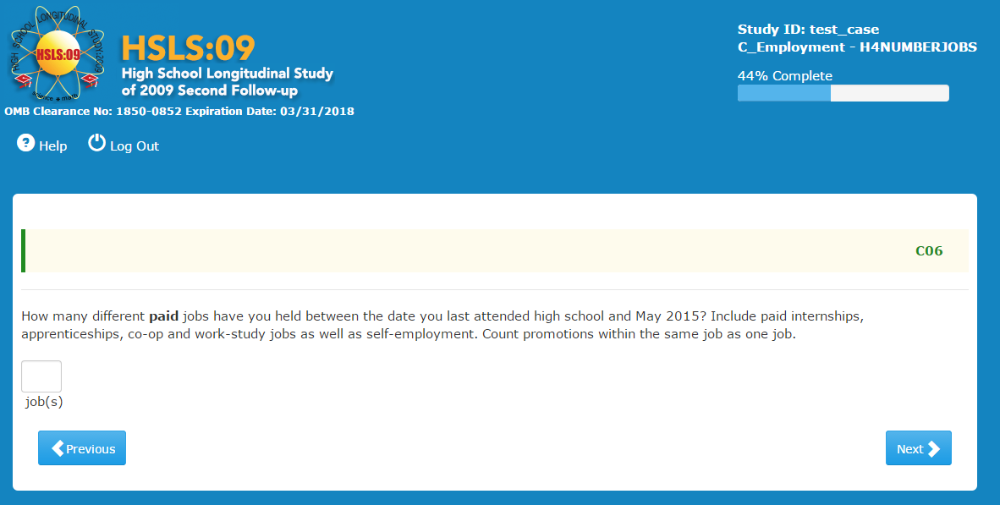 HIGH SCHOOL LONGITUDINAL STUDY:2009
HSLS:09
science * math
HSLS:09
High School Longitudinal Study
of 2009 Second Follow-up
OMB Clearance No: 1850-0852 Expiration Date: 03/31/2018
Study ID: test_case
C_Employment - H4NUMBERJOBS
44% Complete
? Help
Log Out
C06
How many different paid jobs have you held between the date you last attended high school and May 2015? Include paid internships,
apprenticeships, co-op and work-study jobs as well as self-employment. Count promotions within the same job as one job.
job(s)
Previous
Next